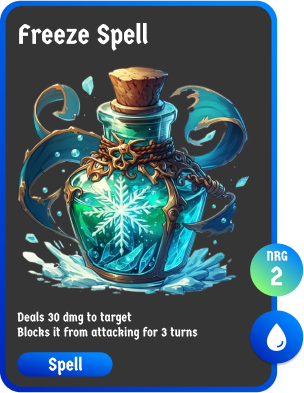 Freeze Spell
NRG
2
Deals 30 dmg to target
Blocks it from attacking for 3 turns
Spell